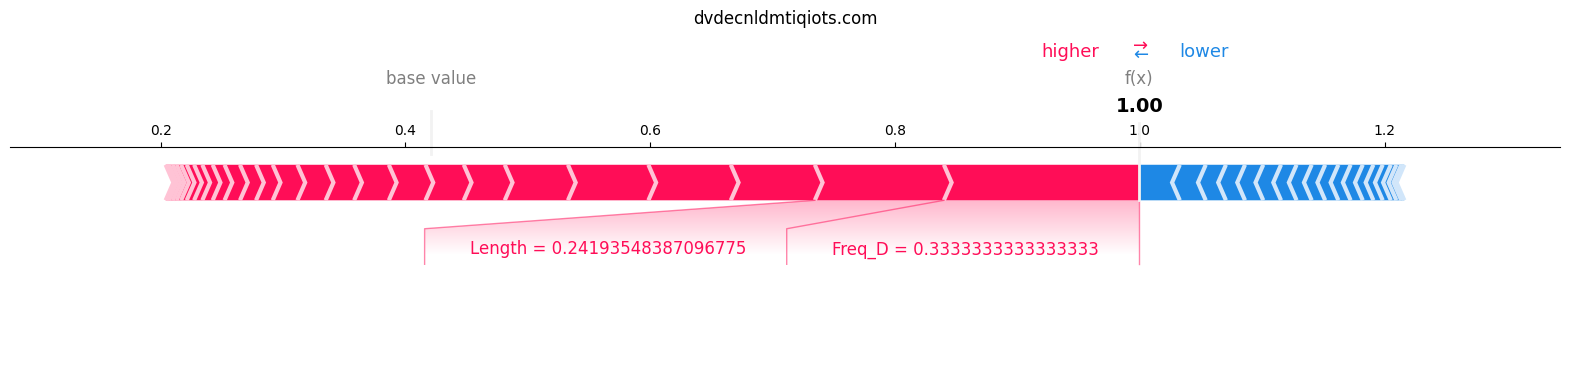 dvdecnldmtiqiots.com
higher → ← lower
base value f(x)
1.00
0.2 0.4 0.6 0.8 1.0 1.2
Length = 0.24193548387096775 Freq_D = 0.3333333333333333